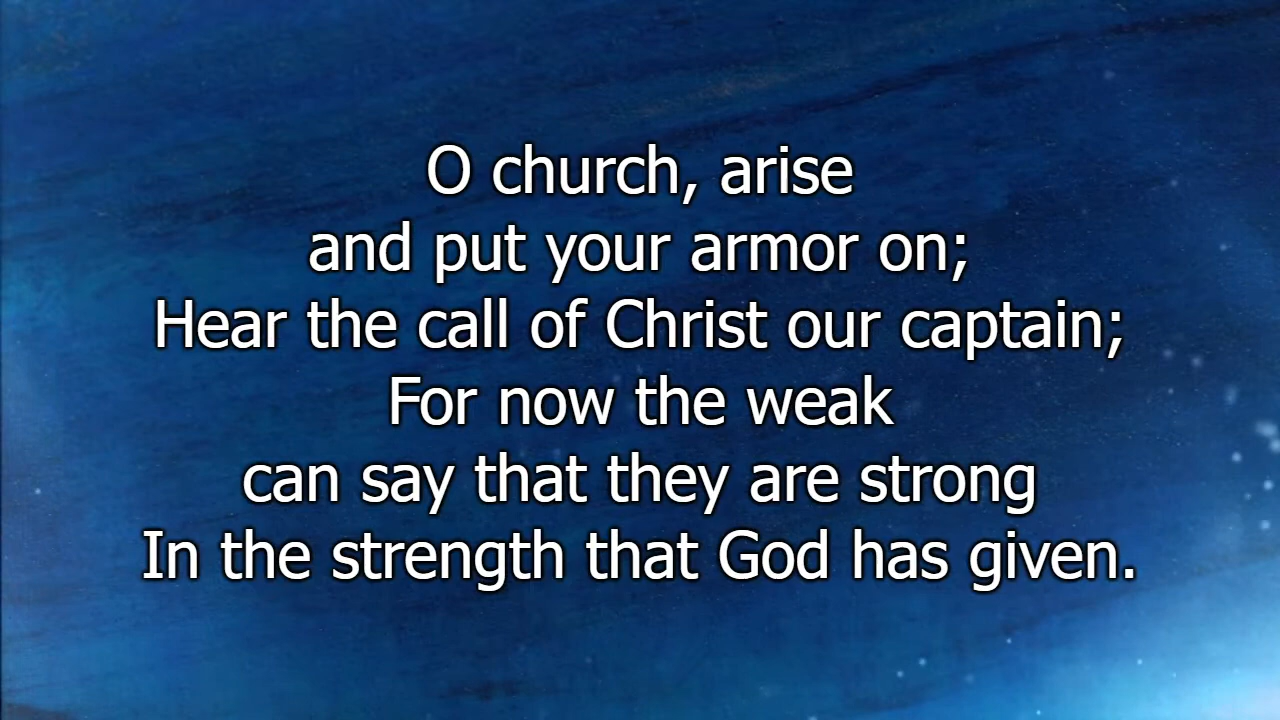 O church, arise
and put your armor on;
Hear the call of Christ our captain;
For now the weak
can say that they are strong
In the strength that God has given.